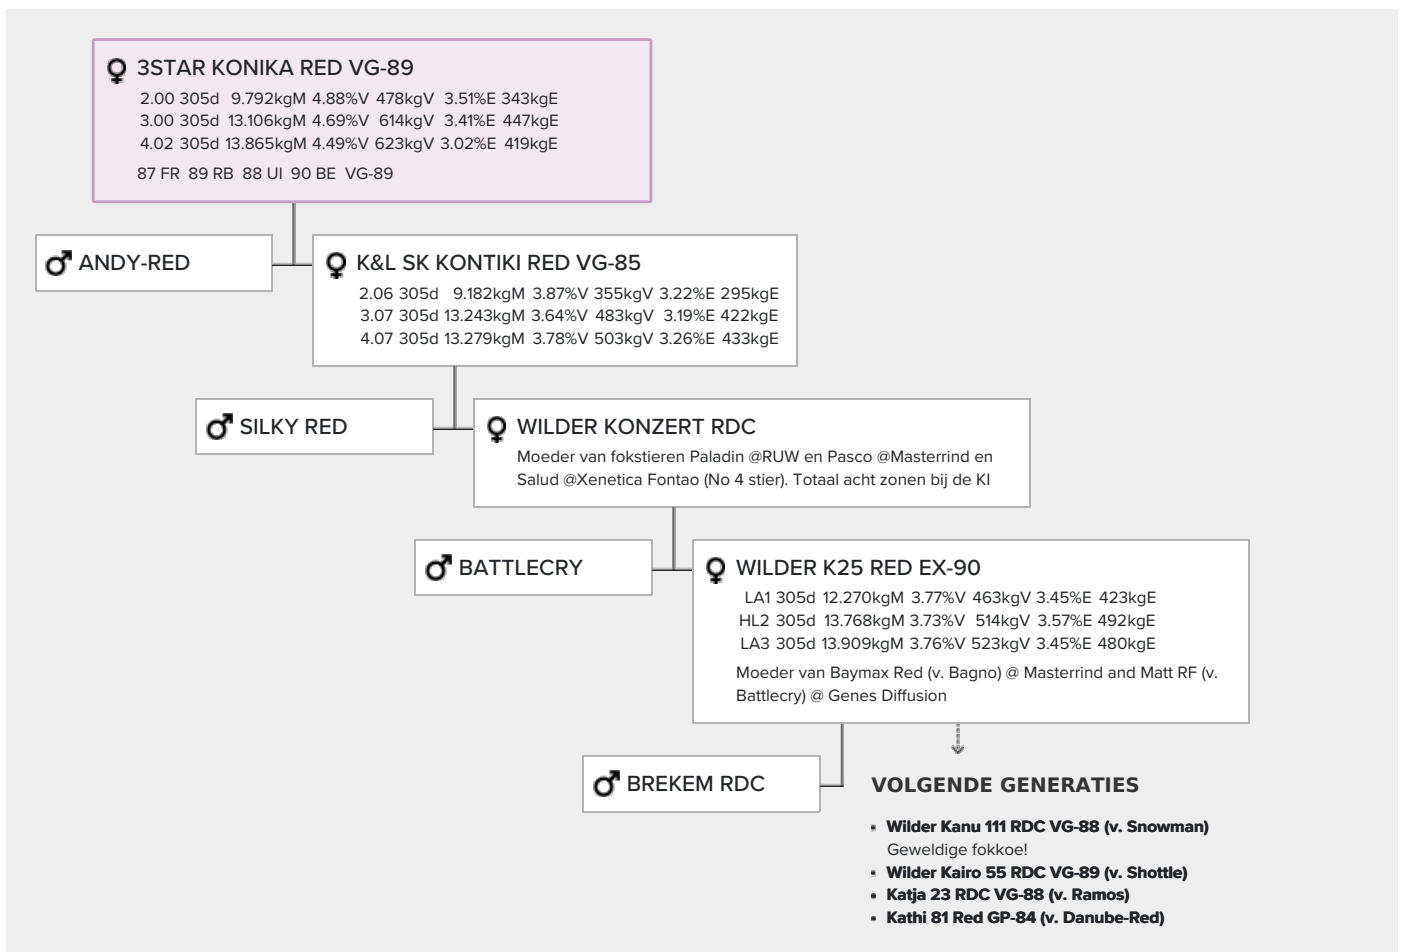 3STAR KONIKA RED VG-89
2.00 305d 9.792kgM 4.88%V 478kgV 3.51%E 343kgE
3.00 305d 13.106kgM 4.69%V 614kgV 3.41%E 447kgE
4.02 305d 13.865kgM 4.49%V 623kgV 3.02%E 419kgE
87 FR 89 RB 88 UI 90 BE VG-89
ANDY-RED
K&L SK KONTIKI RED VG-85
2.06 305d 9.182kgM 3.87%V 355kgV 3.22%E 295kgE
3.07 305d 13.243kgM 3.64%V 483kgV 3.19%E 422kgE
4.07 305d 13.279kgM 3.78%V 503kgV 3.26%E 433kgE
SILKY RED
WILDER KONZERT RDC
Moeder van fokstieren Paladin @RUW en Pasco @Masterrind en
Salud @Xenetica Fontao (No 4 stier). Totaal acht zonen bij de KI
BATTLECRY
WILDER K25 RED EX-90
LA1 305d 12.270kgM 3.77%V 463kgV 3.45%E 423kgE
HL2 305d 13.768kgM 3.73%V 514kgV 3.57%E 492kgE
LA3 305d 13.909kgM 3.76%V 523kgV 3.45%E 480kgE
Moeder van Baymax Red (v. Bagno) @ Masterrind and Matt RF (v.
Battlecry) @ Genes Diffusion
BREKEM RDC
VOLGENDE GENERATIES
Wilder Kanu 111 RDC VG-88 (v. Snowman)
Geweldige fokkoe!
Wilder Kairo 55 RDC VG-89 (v. Shottle)
Katja 23 RDC VG-88 (v. Ramos)
Kathi 81 Red GP-84 (v. Danube-Red)